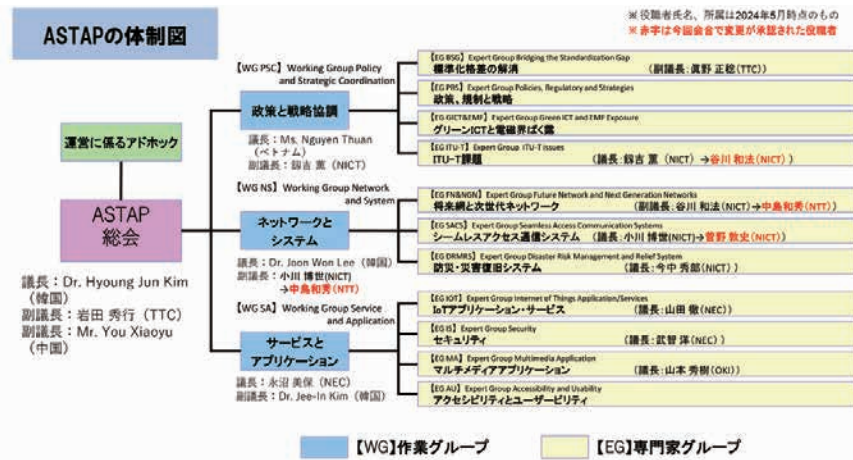 ※ 役職者氏名、所属は2024年5月時点のもの
※ 赤字は今回会合で変更が承認された役職者
ASTAPの体制図
運営に係るアドホック
ASTAP
総会
議長：Dr. Hyoung Jun Kim
（韓国）
副議長：岩田 秀行（TTC）
副議長：Mr. You Xiaoyu
（中国）
【WG PSC】Working Group Policy
and Strategic Coordination
政策と戦略協調
議長：Ms. Nguyen Thuan
（ベトナム）
副議長：釼吉 薫（NICT）
【EG BSG】Expert Group Bridging the Standardization Gap
標準化格差の解消 （副議長：眞野 正稔(TTC)）
【EG PRS】Expert Group Policies, Regulatory and Strategies
政策、規制と戦略
【EG GICT&EMF】Expert Group Green ICT and EMF Exposure
グリーンICTと電磁界ばく露
【EG ITU-T】Expert Group ITU-T issues
ITU-T課題 （議長：釼吉 薫（NICT）→谷川 和法(NICT)）
【WG NS】Working Group Network
and System
ネットワークと
システム
議長：Dr. Joon Won Lee（韓国）
副議長：小川 博世(NICT)
→中島和秀(NTT)
【EG FN&NGN】Expert Group Future Network and Next Generation Networks
将来網と次世代ネットワーク （副議長：谷川 和法(NICT)→中島和秀(NTT)）
【EG SACS】Expert Group Seamless Access Communication Systems
シームレスアクセス通信システム （議長：小川 博世(NICT)→菅野 敦史(NICT)）
【EG DRMRS】Expert Group Disaster Risk Management and Relief System
防災・災害復旧システム （議長：今中 秀郎(NICT)）
【WG SA】Working Group Service
and Application
サービスと
アプリケーション
議長：永沼 美保（NEC）
副議長：Dr. Jee-In Kim（韓国）
【EG IOT】Expert Group Internet of Things Application/Services
IoTアプリケーション・サービス （議長：山田 徹(NEC)）
【EG IS】Expert Group Security
セキュリティ （議長：武智 洋(NEC)）
【EG MA】Expert Group Multimedia Application
マルチメディアアプリケーション （議長：山本 秀樹(OKI)）
【EG AU】Expert Group Accessibility and Usability
アクセシビリティとユーザービリティ
【WG】作業グループ
【EG】専門家グループ